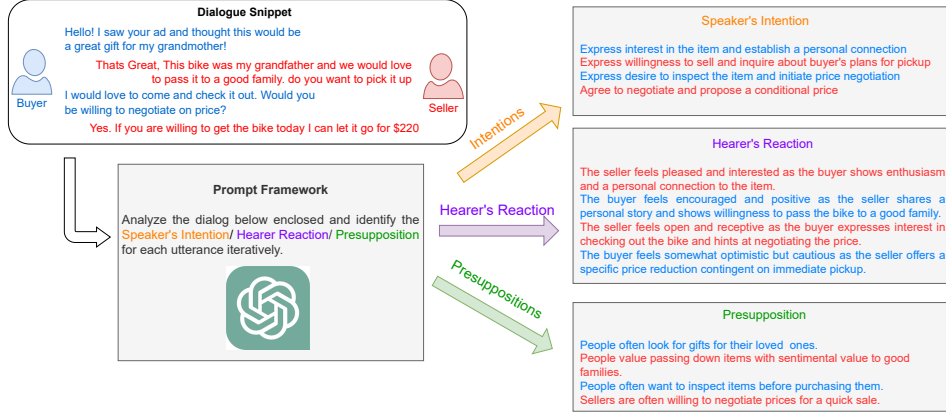 Dialogue Snippet
Hello! I saw your ad and thought this would be
a great gift for my grandmother!
Thats Great, This bike was my grandfather and we would love
to pass it to a good family. do you want to pick it up
I would love to come and check it out. Would you
be willing to negotiate on price?
Yes. If you are willing to get the bike today I can let it go for $220
Buyer
Seller
Prompt Framework
Analyze the dialog below enclosed and identify the
Speaker's Intention/ Hearer Reaction/ Presupposition
for each utterance iteratively.
Intentions
Hearer's Reaction
Presuppositions
Speaker's Intention
Express interest in the item and establish a personal connection
Express willingness to sell and inquire about buyer's plans for pickup
Express desire to inspect the item and initiate price negotiation
Agree to negotiate and propose a conditional price
Hearer's Reaction
The seller feels pleased and interested as the buyer shows enthusiasm
and a personal connection to the item.
The buyer feels encouraged and positive as the seller shares a
personal story and shows willingness to pass the bike to a good family.
The seller feels open and receptive as the buyer expresses interest in
checking out the bike and hints at negotiating the price.
The buyer feels somewhat optimistic but cautious as the seller offers a
specific price reduction contingent on immediate pickup.
Presupposition
People often look for gifts for their loved ones.
People value passing down items with sentimental value to good
families.
People often want to inspect items before purchasing them.
Sellers are often willing to negotiate prices for a quick sale.